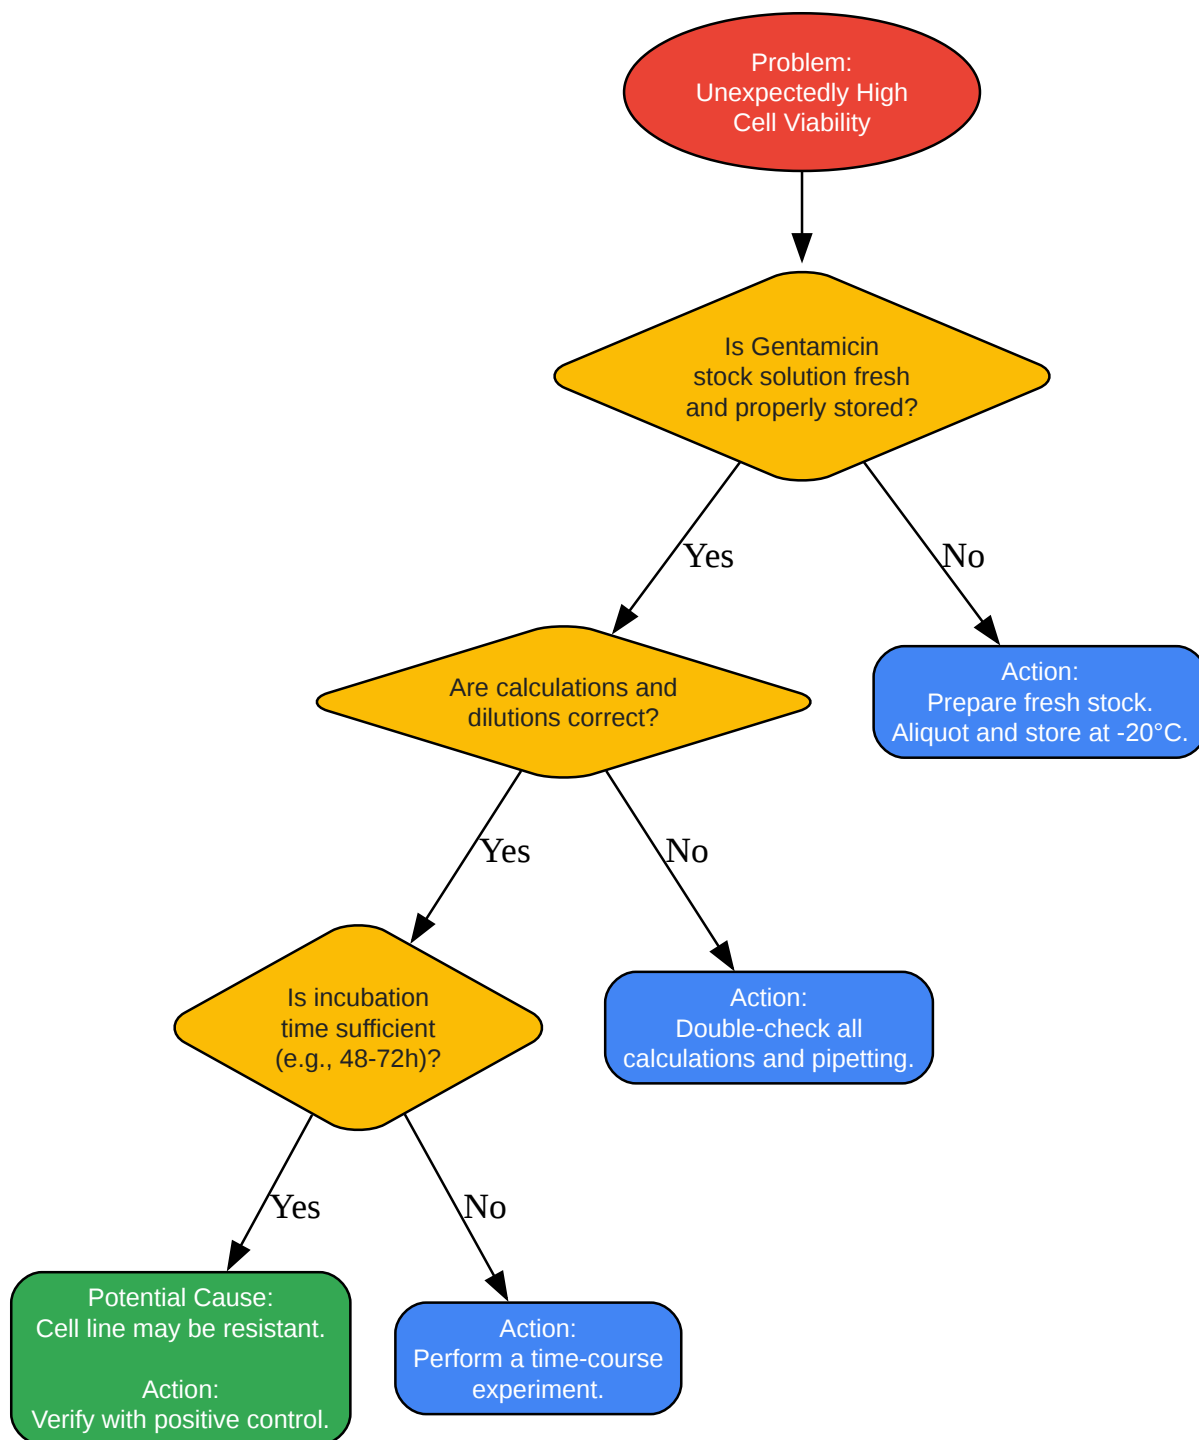 Problem:
Unexpectedly High
Cell Viability
Is Gentamicin
stock solution fresh
and properly stored?
Yes
No
Are calculations and
dilutions correct?
Action:
Prepare fresh stock.
Aliquot and store at -20°C.
Yes
No
Is incubation
time sufficient
(e.g., 48-72h)?
Action:
Double-check all
calculations and pipetting.
Yes
No
Potential Cause:
Cell line may be resistant.
Action:
Verify with positive control.
Action:
Perform a time-course
experiment.